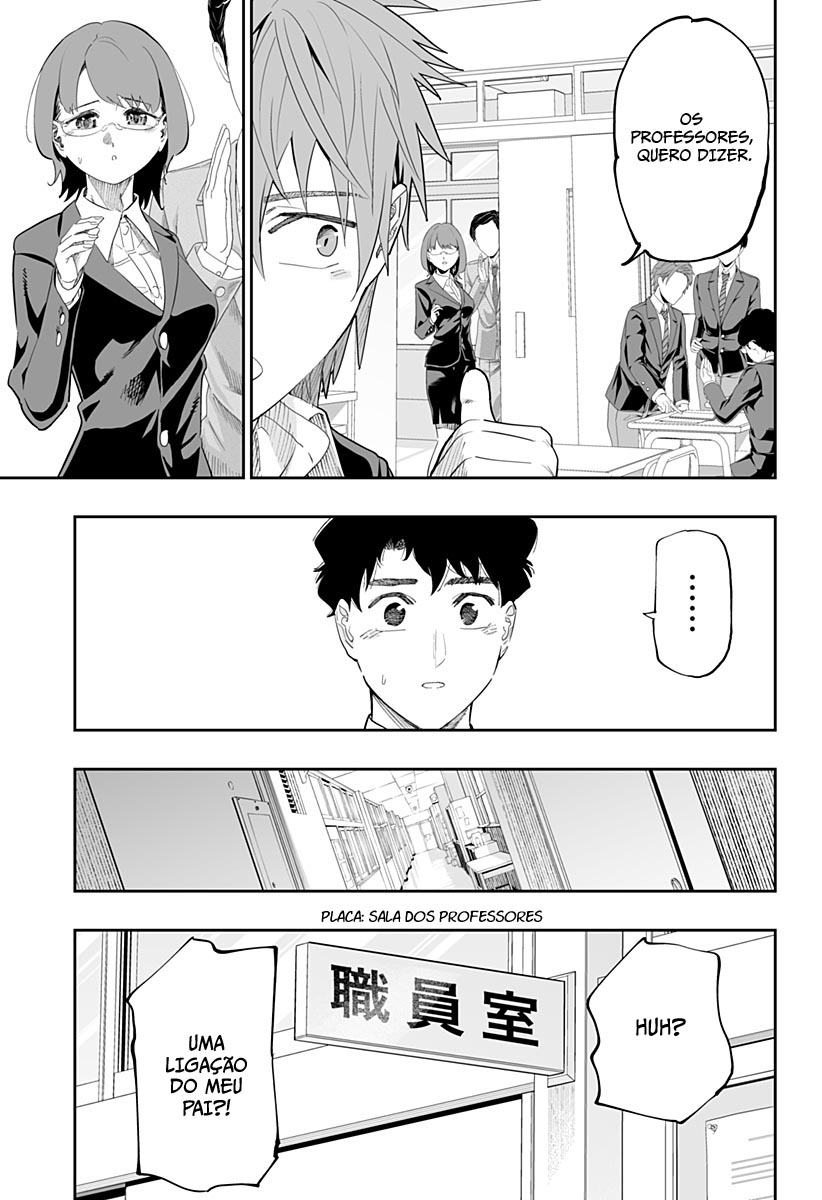 OS
PROFESSORES,
QUERO DIZER.
......
PLACA: SALA DOS PROFESSORES
HUH?
職員室
UMA
LIGAÇÃO
DO MEU
PAI?!